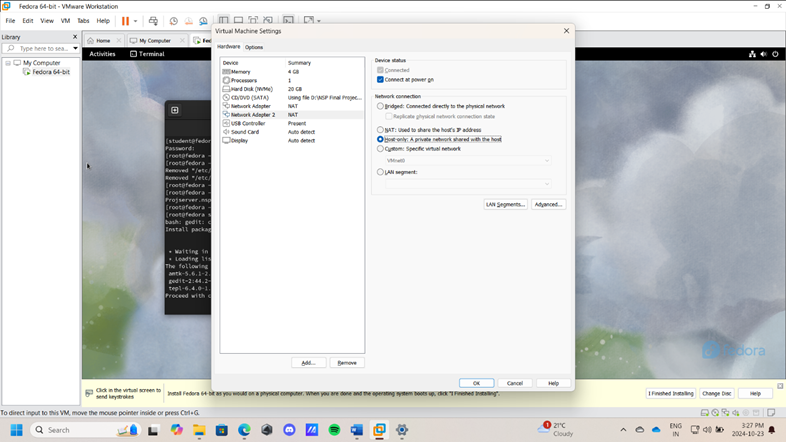 Fedora 64-bit - VMware Workstation
File Edit View VM Tabs Help
Library
Type here to sea...
My Computer
Fedora 64-bit
Home
My Computer
Fed
Activities
Terminal
[student@fedor
Password:
[root@fedora ~
[root@fedora ~
Removed "/etc/
Removed "/etc/
[root@fedora ~
[root@fedora ~
Projserver.nsp
[root@fedora s
bash: gedit: c
Install packag
* Waiting in
* Loading lis
The following
amtk-5.6.1-2.
gedit-2:44.2-
tepl-6.4.0-1.
Proceed with c
fedora
Virtual Machine Settings
Hardware Options
Device Summary
Memory 4 GB
Processors 1
Hard Disk (NVMe) 20 GB
CD/DVD (SATA) Using file D:\NSP Final Projec...
Network Adapter NAT
Network Adapter 2 NAT
USB Controller Present
Sound Card Auto detect
Display Auto detect
Add... Remove
Device status
Connected
Connect at power on
Network connection
Bridged: Connected directly to the physical network
Replicate physical network connection state
NAT: Used to share the host's IP address
Host-only: A private network shared with the host
Custom: Specific virtual network
VMnet0
LAN segment:
LAN Segments... Advanced...
OK Cancel Help
Click in the virtual screen to
send keystrokes
Install Fedora 64-bit as you would on a physical computer. When you are done and the operating system boots up, click "I Finished Installing".
I Finished Installing Change Disc Help
To direct input to this VM, move the mouse pointer inside or press Ctrl+G.
Search
1
21°C
Cloudy
ENG
IN
3:27 PM
2024-10-23